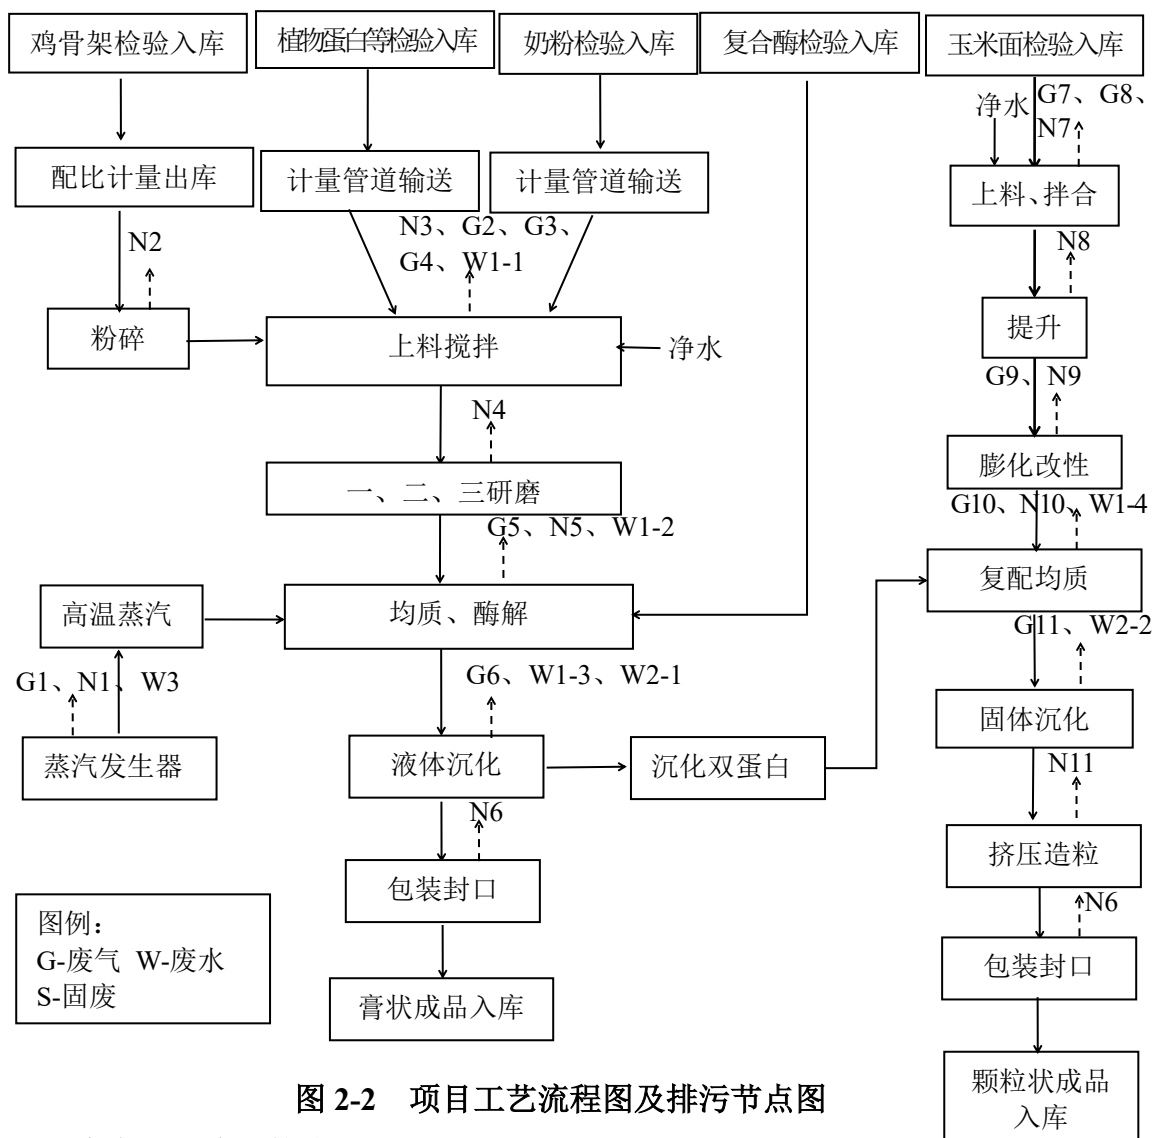 鸡骨架检验入库
植物蛋白等检验入库
奶粉检验入库
复合酶检验入库
玉米面检验入库
净水
G7、G8、
N7
配比计量出库
计量管道输送
计量管道输送
上料、拌合
N2
N3、G2、G3、
G4、W1-1
N8
粉碎
上料搅拌
净水
提升
G9、N9
N4
膨化改性
一、二、三研磨
G10、N10、W1-4
G5、N5、W1-2
复配均质
高温蒸汽
均质、酶解
G11、W2-2
G1、N1、W3
G6、W1-3、W2-1
固体沉化
蒸汽发生器
液体沉化
沉化双蛋白
N11
N6
挤压造粒
包装封口
N6
图例：
G-废气 W-废水
S-固废
包装封口
膏状成品入库
颗粒状成品
入库
图 2-2 项目工艺流程图及排污节点图